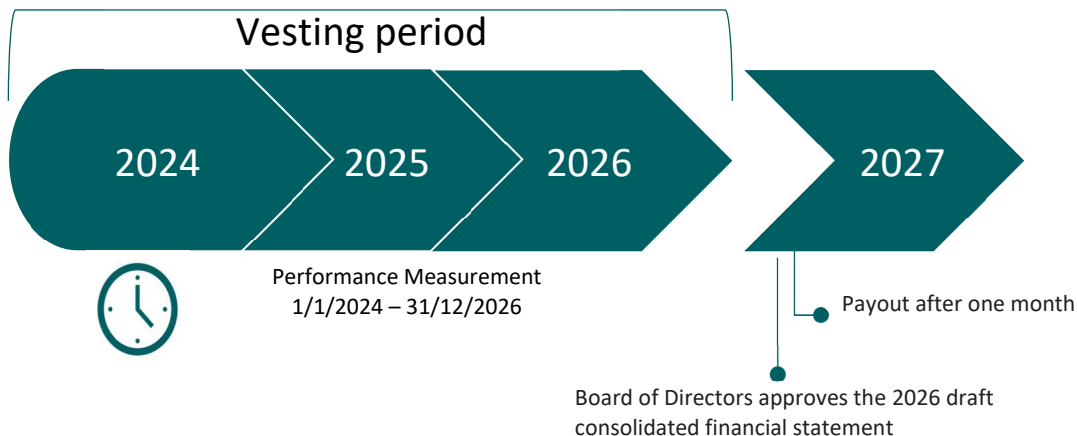 Vesting period
2024
2025
2026
2027
Performance Measurement
1/1/2024 – 31/12/2026
Payout after one month
Board of Directors approves the 2026 draft
consolidated financial statement